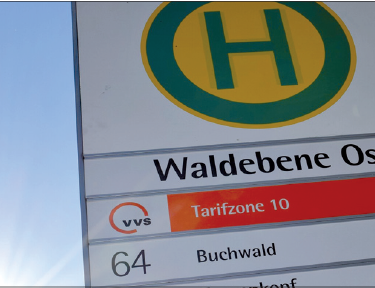 H
Waldebene Os
vvs Tarifzone 10
64 Buchwald